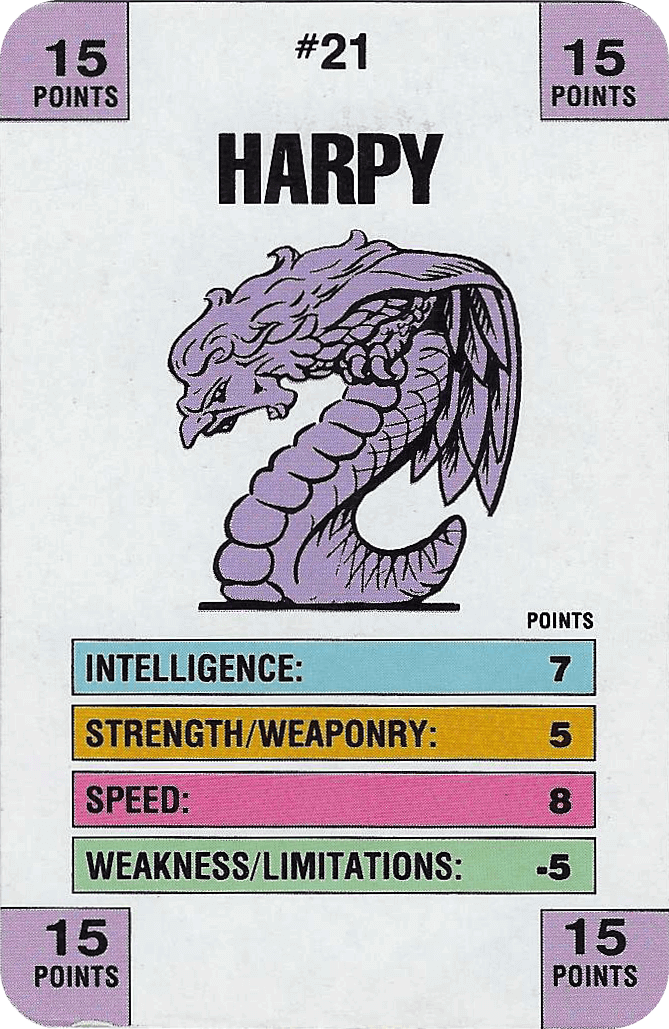 15 POINTS
#21
15 POINTS
HARPY
POINTS
INTELLIGENCE: 7
STRENGTH/WEAPONRY: 5
SPEED: 8
WEAKNESS/LIMITATIONS: -5
15 POINTS
15 POINTS